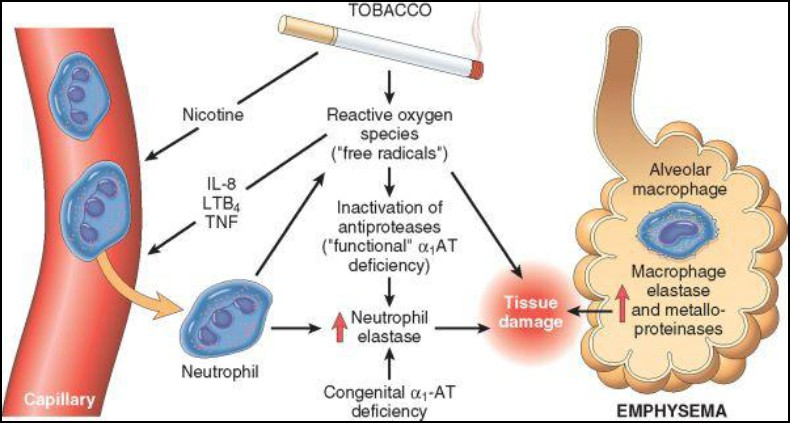 TOBACCO
Nicotine
Reactive oxygen
species
("free radicals")
IL-8
LTB₄
TNF
Inactivation of
antiproteases
("functional" α₁AT
deficiency)
Neutrophil
elastase
Neutrophil
Congenital α₁-AT
deficiency
Capillary
Tissue
damage
Alveolar
macrophage
Macrophage
elastase
and metallo-
proteinases
EMPHYSEMA